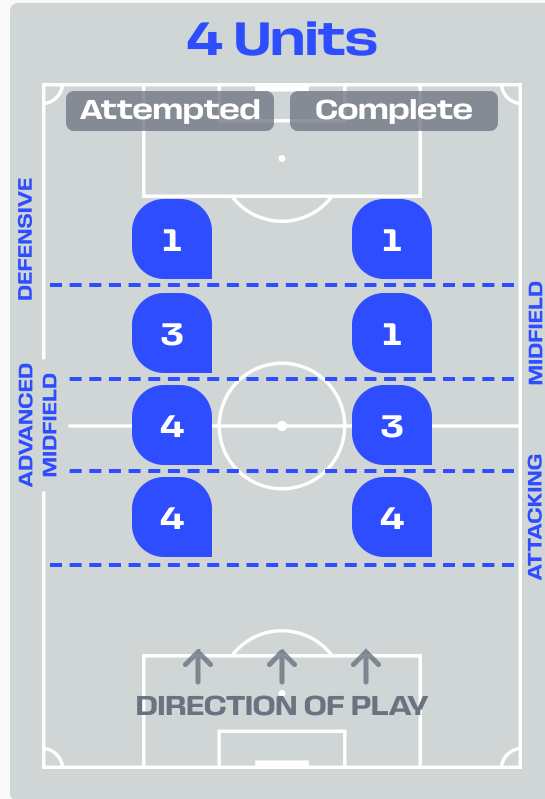 4 Units
Attempted Complete
DEFENSIVE
1 1
MIDFIELD
3 1
ADVANCED
MIDFIELD
4 3
ATTACKING
4 4
DIRECTION OF PLAY